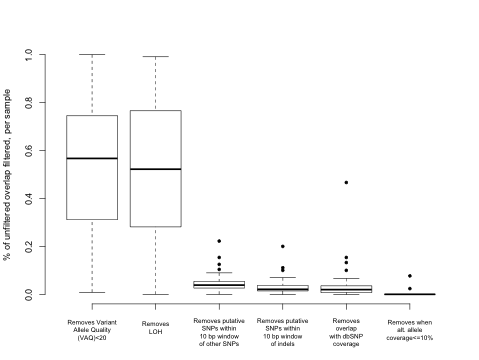 % of unfiltered overlap filtered, per sample
1.0
0.8
0.6
0.4
0.2
0.0
Removes Variant
Allele Quality
(VAQ)<20
Removes
LOH
Removes putative
SNPs within
10 bp window
of other SNPs
Removes putative
SNPs within
10 bp window
of indels
Removes
overlap
with dbSNP
coverage
Removes when
alt. allele
coverage<=10%